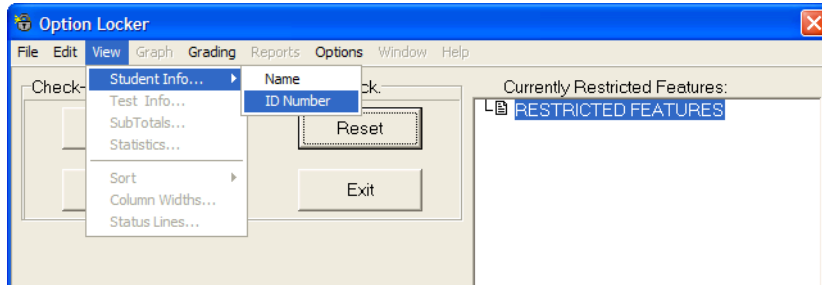 Option Locker
File Edit View Graph Grading Reports Options Window Help
Student Info...
Name
ID Number
Test Info...
SubTotals...
Statistics...
Sort
Column Widths...
Status Lines...
Check-
Reset
Exit
Currently Restricted Features:
RESTRICTED FEATURES